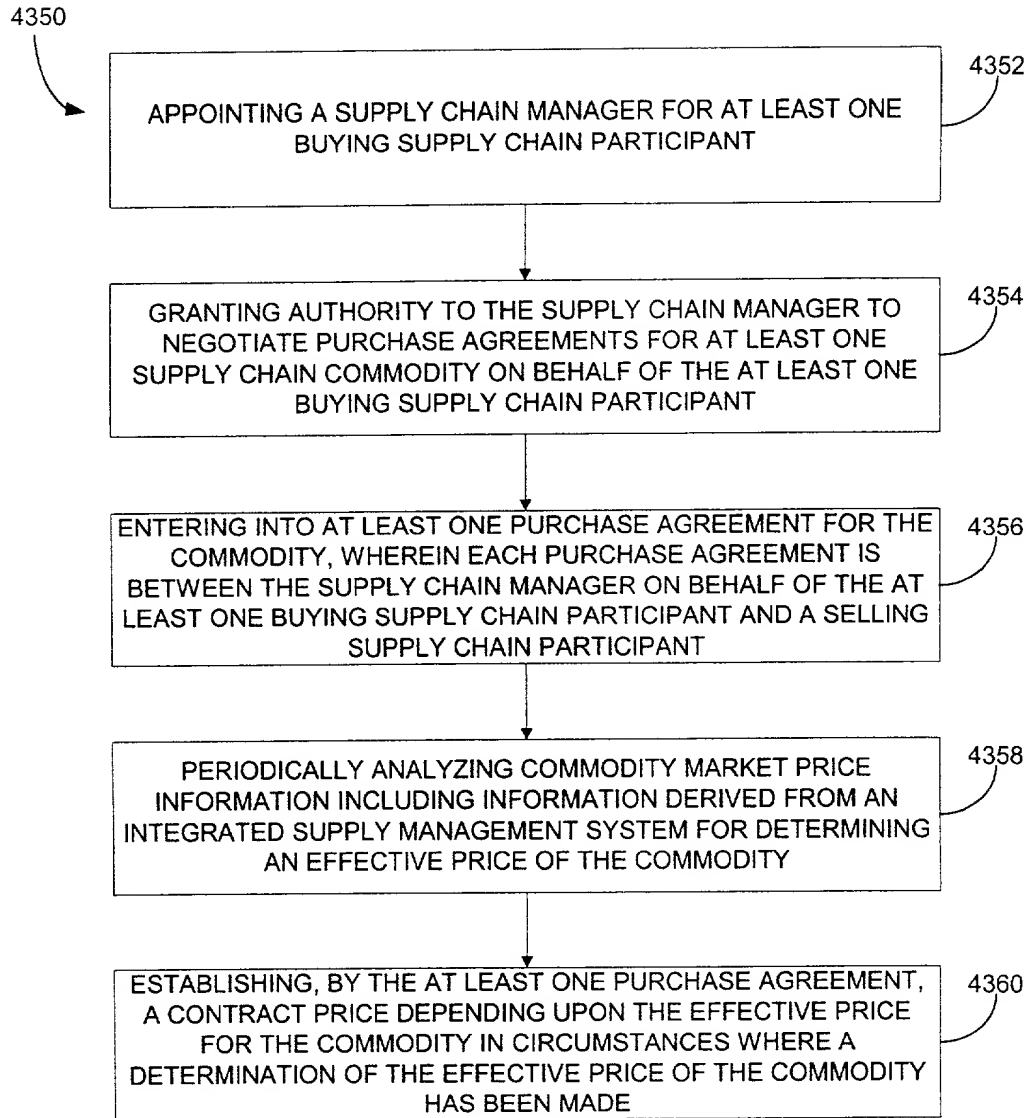 4350
APPOINTING A SUPPLY CHAIN MANAGER FOR AT LEAST ONE
BUYING SUPPLY CHAIN PARTICIPANT
4352
GRANTING AUTHORITY TO THE SUPPLY CHAIN MANAGER TO
NEGOTIATE PURCHASE AGREEMENTS FOR AT LEAST ONE
SUPPLY CHAIN COMMODITY ON BEHALF OF THE AT LEAST ONE
BUYING SUPPLY CHAIN PARTICIPANT
4354
ENTERING INTO AT LEAST ONE PURCHASE AGREEMENT FOR THE
COMMODITY, WHEREIN EACH PURCHASE AGREEMENT IS
BETWEEN THE SUPPLY CHAIN MANAGER ON BEHALF OF THE AT
LEAST ONE BUYING SUPPLY CHAIN PARTICIPANT AND A SELLING
SUPPLY CHAIN PARTICIPANT
4356
PERIODICALLY ANALYZING COMMODITY MARKET PRICE
INFORMATION INCLUDING INFORMATION DERIVED FROM AN
INTEGRATED SUPPLY MANAGEMENT SYSTEM FOR DETERMINING
AN EFFECTIVE PRICE OF THE COMMODITY
4358
ESTABLISHING, BY THE AT LEAST ONE PURCHASE AGREEMENT,
A CONTRACT PRICE DEPENDING UPON THE EFFECTIVE PRICE
FOR THE COMMODITY IN CIRCUMSTANCES WHERE A
DETERMINATION OF THE EFFECTIVE PRICE OF THE COMMODITY
HAS BEEN MADE
4360